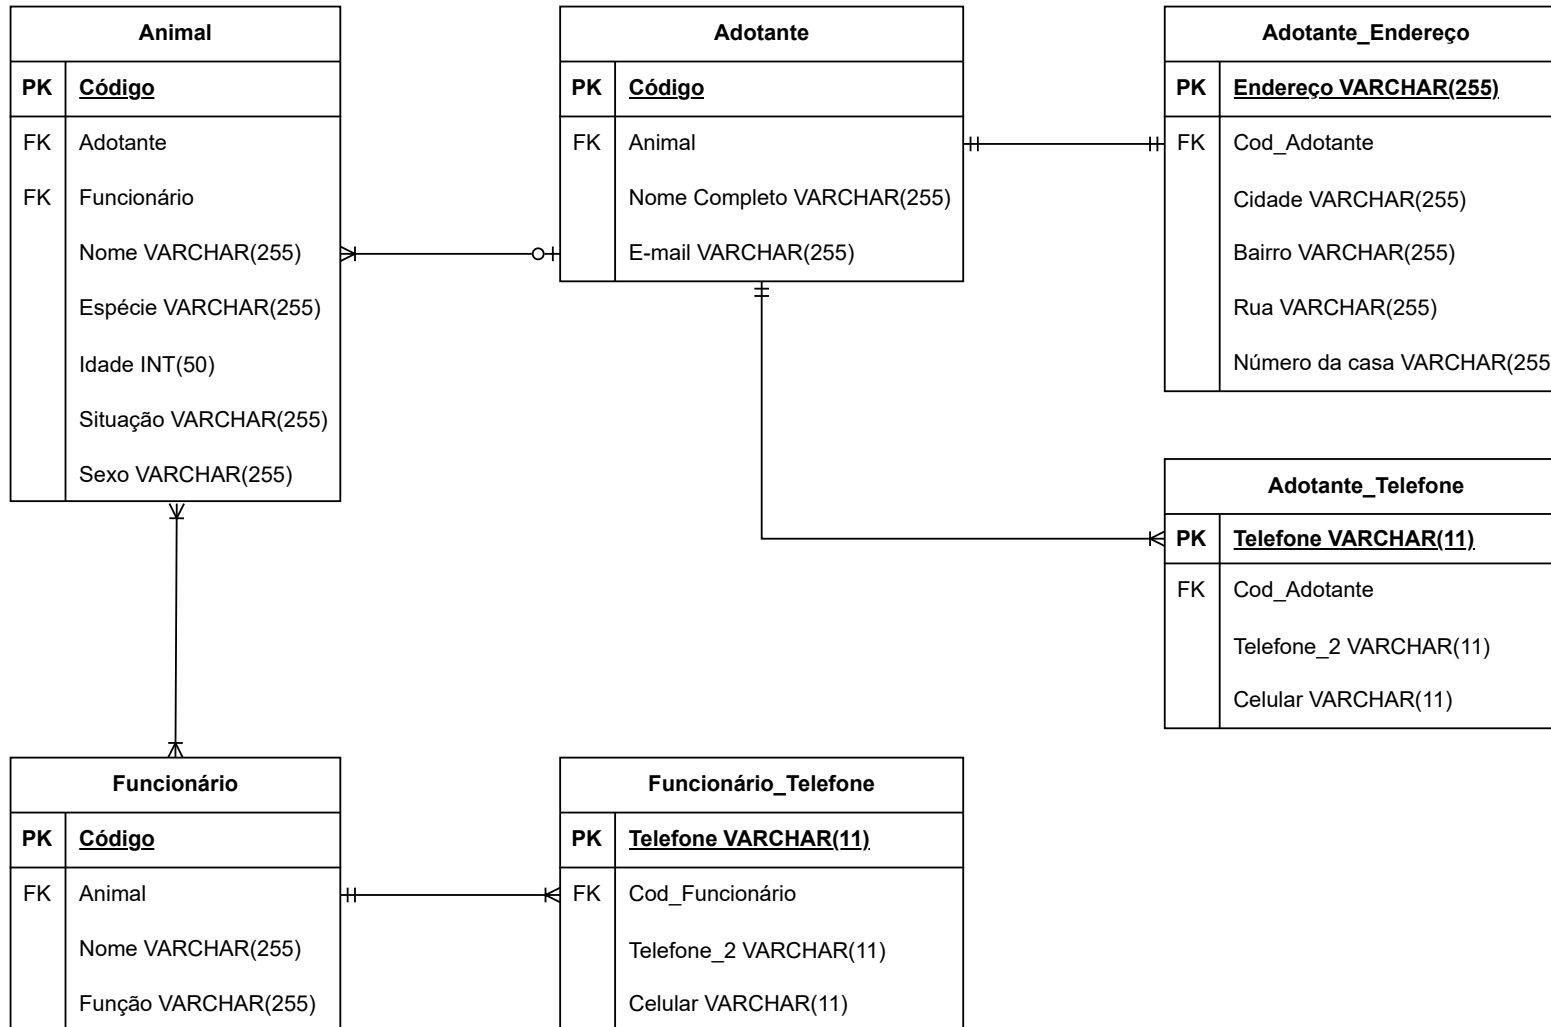 Animal
PK Código
FK Adotante
FK Funcionário
Nome VARCHAR(255)
Espécie VARCHAR(255)
Idade INT(50)
Situação VARCHAR(255)
Sexo VARCHAR(255)
Adotante
PK Código
FK Animal
Nome Completo VARCHAR(255)
E-mail VARCHAR(255)
Adotante_Endereço
PK Endereço VARCHAR(255)
FK Cod_Adotante
Cidade VARCHAR(255)
Bairro VARCHAR(255)
Rua VARCHAR(255)
Número da casa VARCHAR(255
Adotante_Telefone
PK Telefone VARCHAR(11)
FK Cod_Adotante
Telefone_2 VARCHAR(11)
Celular VARCHAR(11)
Funcionário
PK Código
FK Animal
Nome VARCHAR(255)
Função VARCHAR(255)
Funcionário_Telefone
PK Telefone VARCHAR(11)
FK Cod_Funcionário
Telefone_2 VARCHAR(11)
Celular VARCHAR(11)